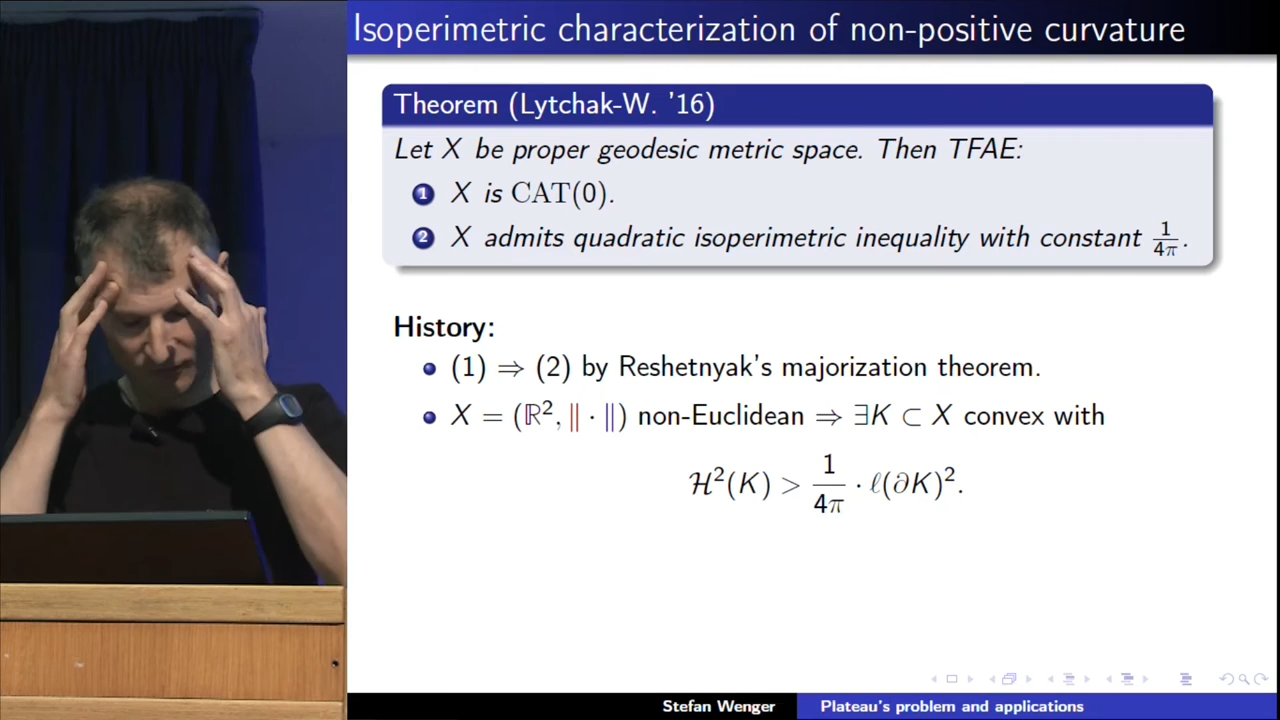 Isoperimetric characterization of non-positive curvature
Theorem (Lytchak-W. '16)
Let X be proper geodesic metric space. Then TFAE:
1 X is CAT(0).
2 X admits quadratic isoperimetric inequality with constant 1/4π.
History:
(1) ⇒ (2) by Reshetnyak's majorization theorem.
X = (ℝ², ‖ · ‖) non-Euclidean ⇒ ∃K ⊂ X convex with
ℋ²(K) > 1/4π · ℓ(∂K)².
Stefan Wenger Plateau's problem and applications